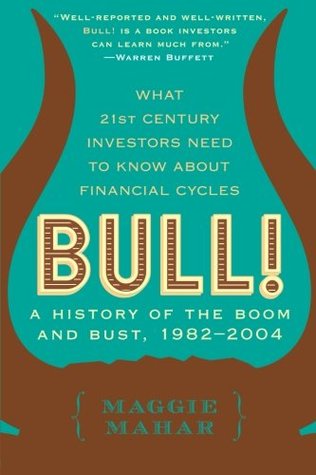 "WELL-REPORTED AND WELL-WRITTEN,
BULL! IS A BOOK INVESTORS
CAN LEARN MUCH FROM."
—WARREN BUFFETT
WHAT
21ST CENTURY
INVESTORS NEED
TO KNOW ABOUT
FINANCIAL CYCLES
BULL!
A HISTORY OF THE BOOM
AND BUST, 1982–2004
{ MAGGIE }
{ MAHAR }